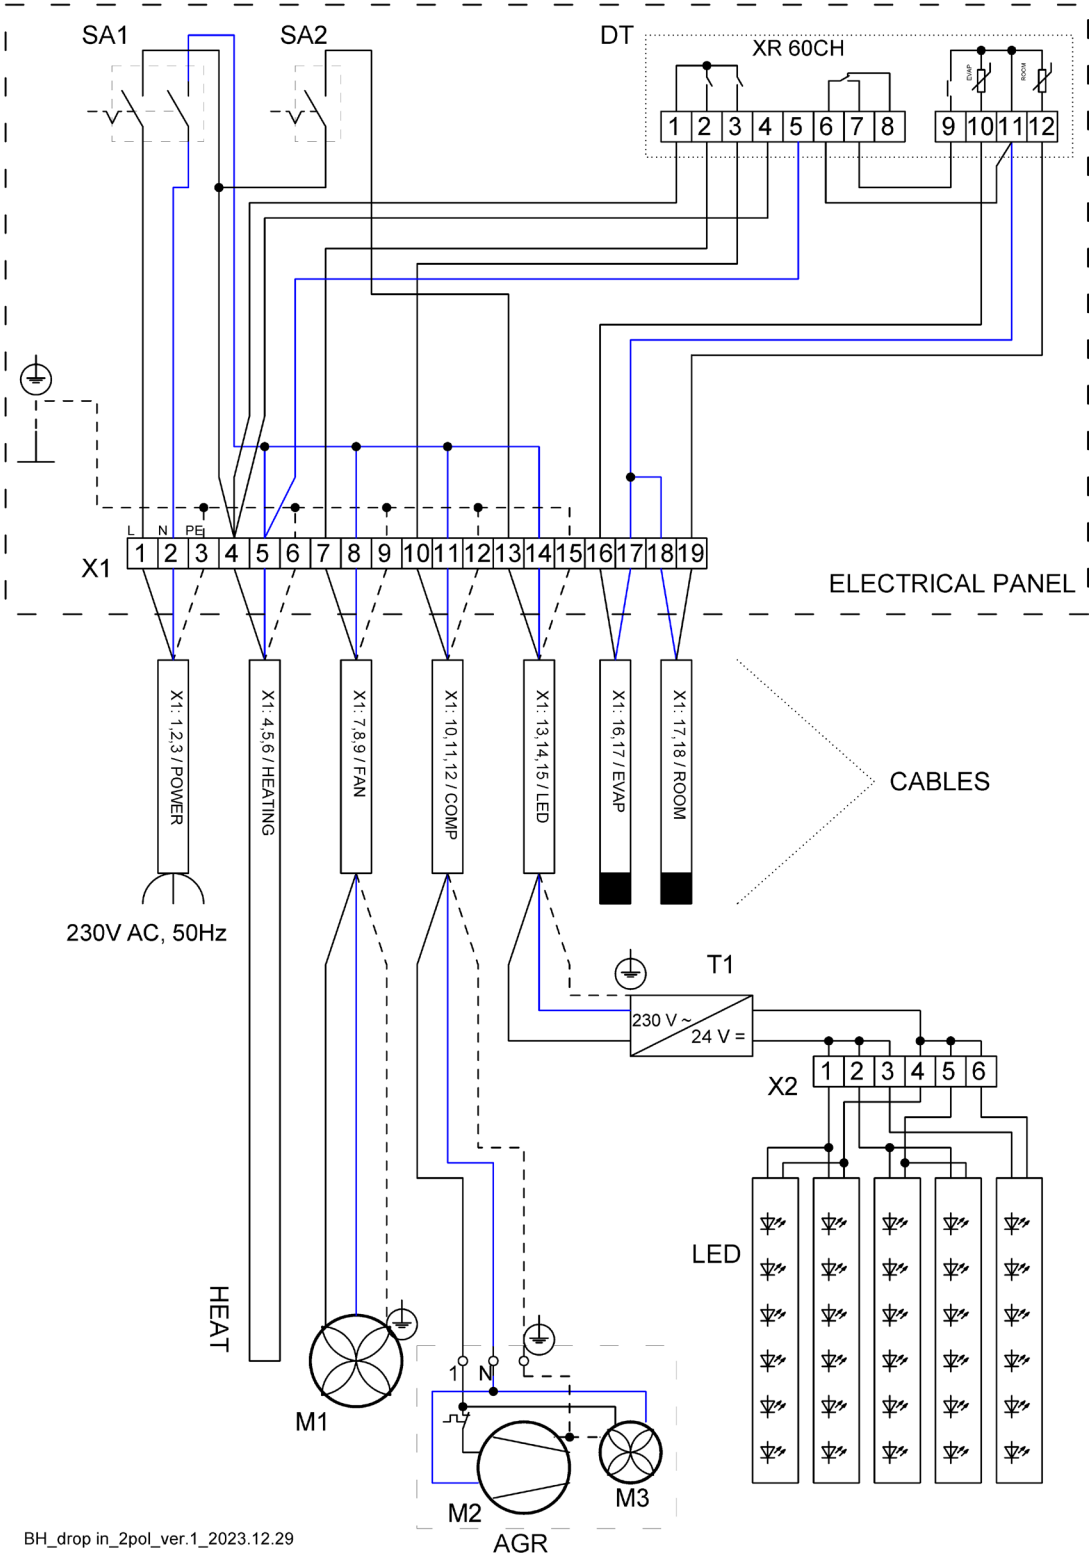 SA1 SA2 DT XR 60CH
EVAP ROOM
1 2 3 4 5 6 7 8 9 10 11 12
L N PE
X1 1 2 3 4 5 6 7 8 9 10 11 12 13 14 15 16 17 18 19
ELECTRICAL PANEL
X1: 1,2,3 / POWER
X1: 4,5,6 / HEATING
X1: 7,8,9 / FAN
X1: 10,11,12 / COMP
X1: 13,14,15 / LED
X1: 16,17 / EVAP
X1: 17,18 / ROOM
CABLES
230V AC, 50Hz
T1
230 V ~
24 V =
X2 1 2 3 4 5 6
LED
HEAT
M1
1 N
M2
M3
AGR
BH_drop in_2pol_ver.1_2023.12.29